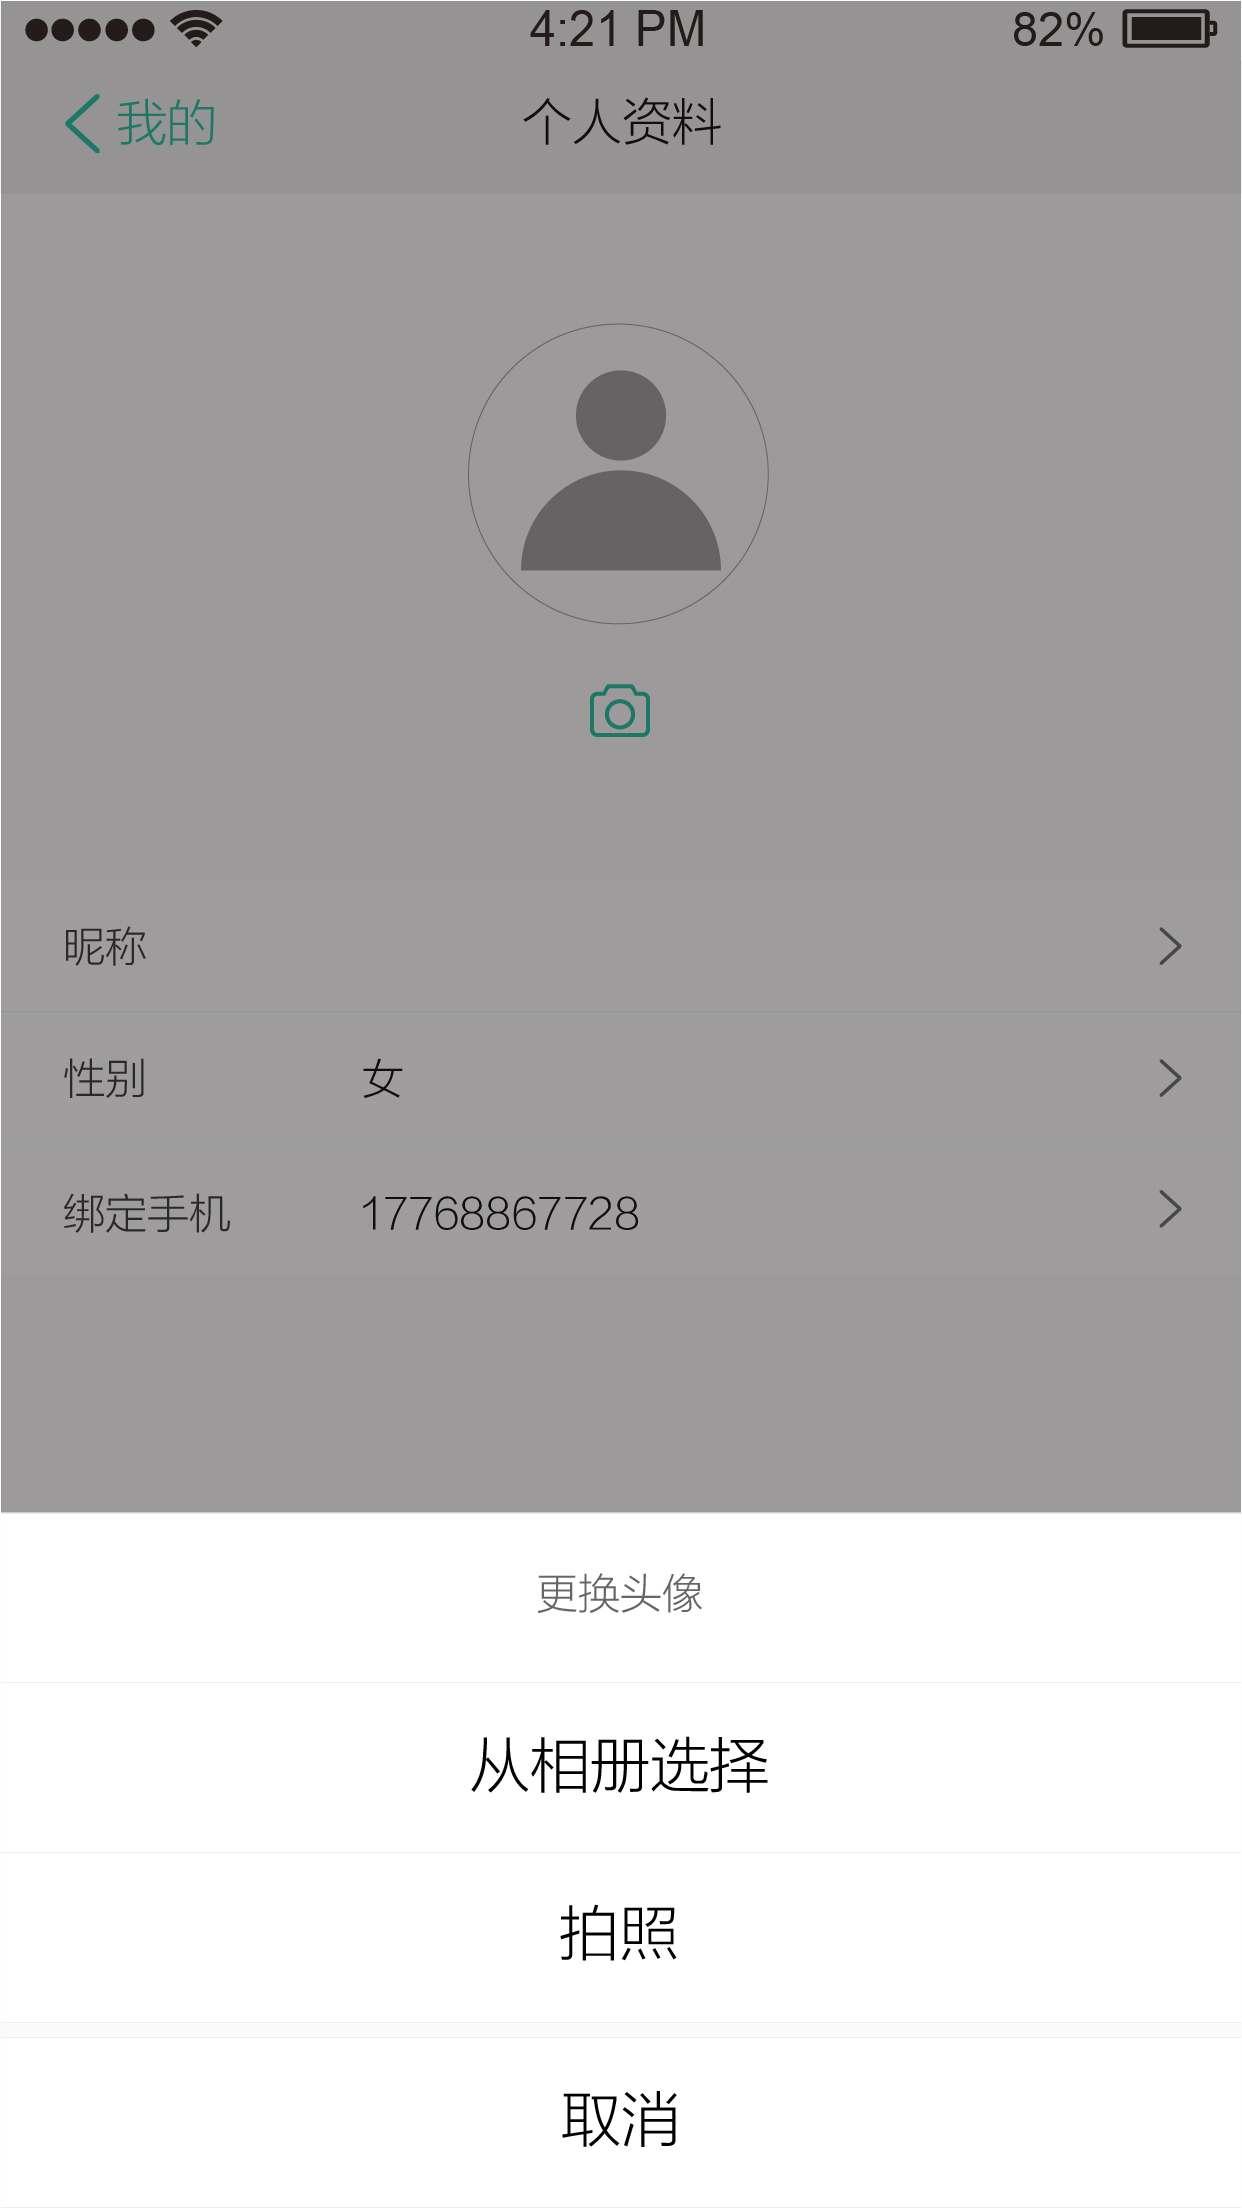 4:21 PM 82%
我的 个人资料
昵称
性别 女
绑定手机 17768867728
更换头像
从相册选择
拍照
取消